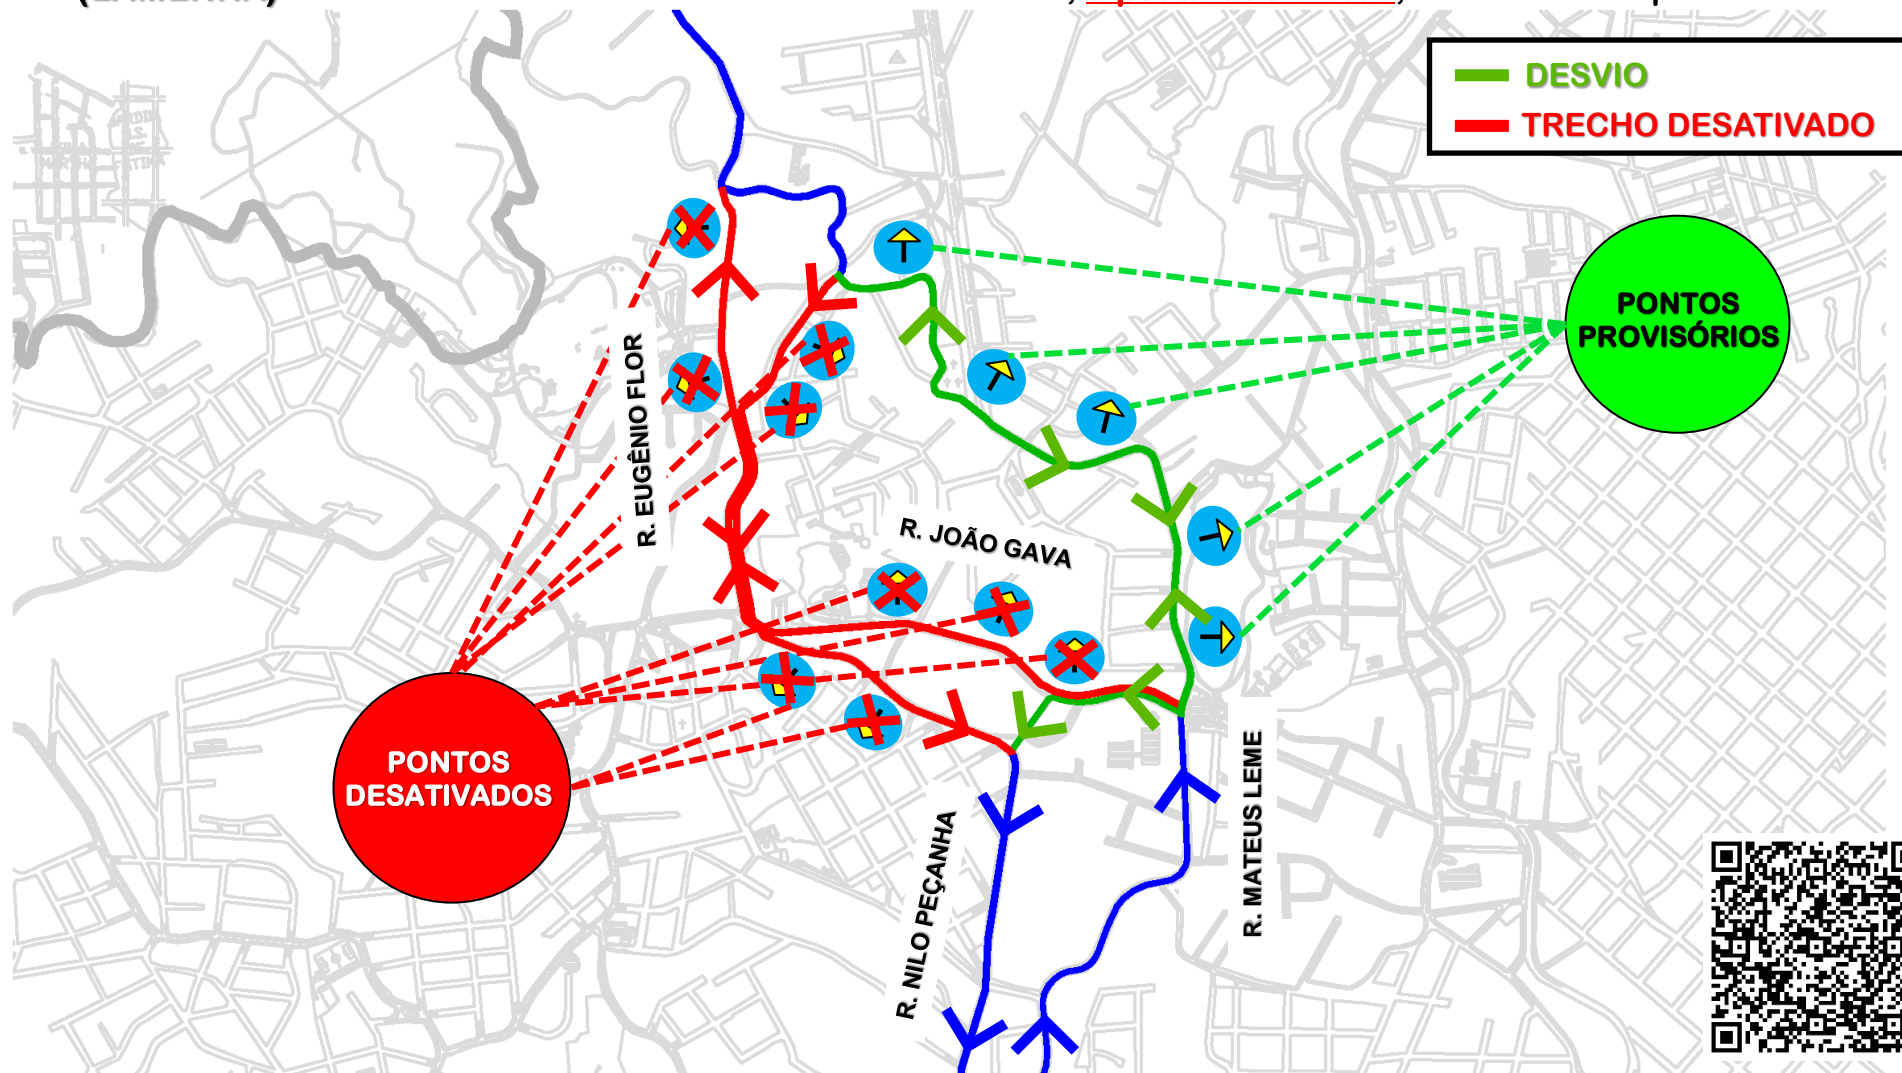 DESVIO
TRECHO DESATIVADO
PONTOS
PROVISÓRIOS
R. EUGÊNIO FLOR
R. JOÃO GAVA
PONTOS
DESATIVADOS
R. MATEUS LEME
R. NILO PEÇANHA